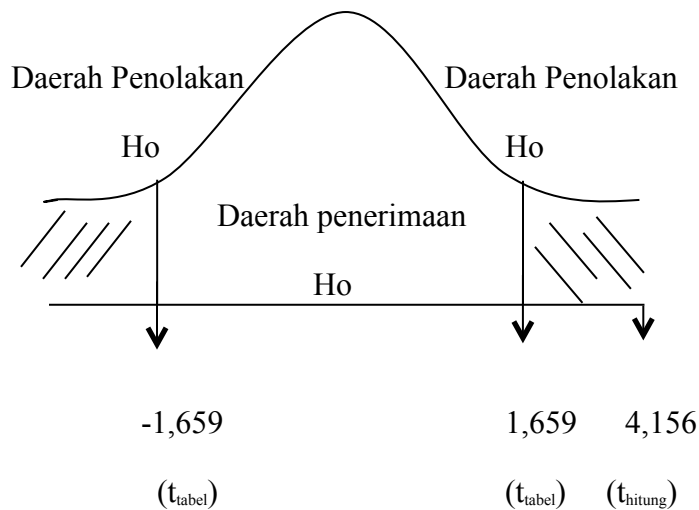 Daerah Penolakan Daerah Penolakan
Ho Ho
Daerah penerimaan
Ho
-1,659 1,659 4,156
(ttabel) (ttabel) (thitung)